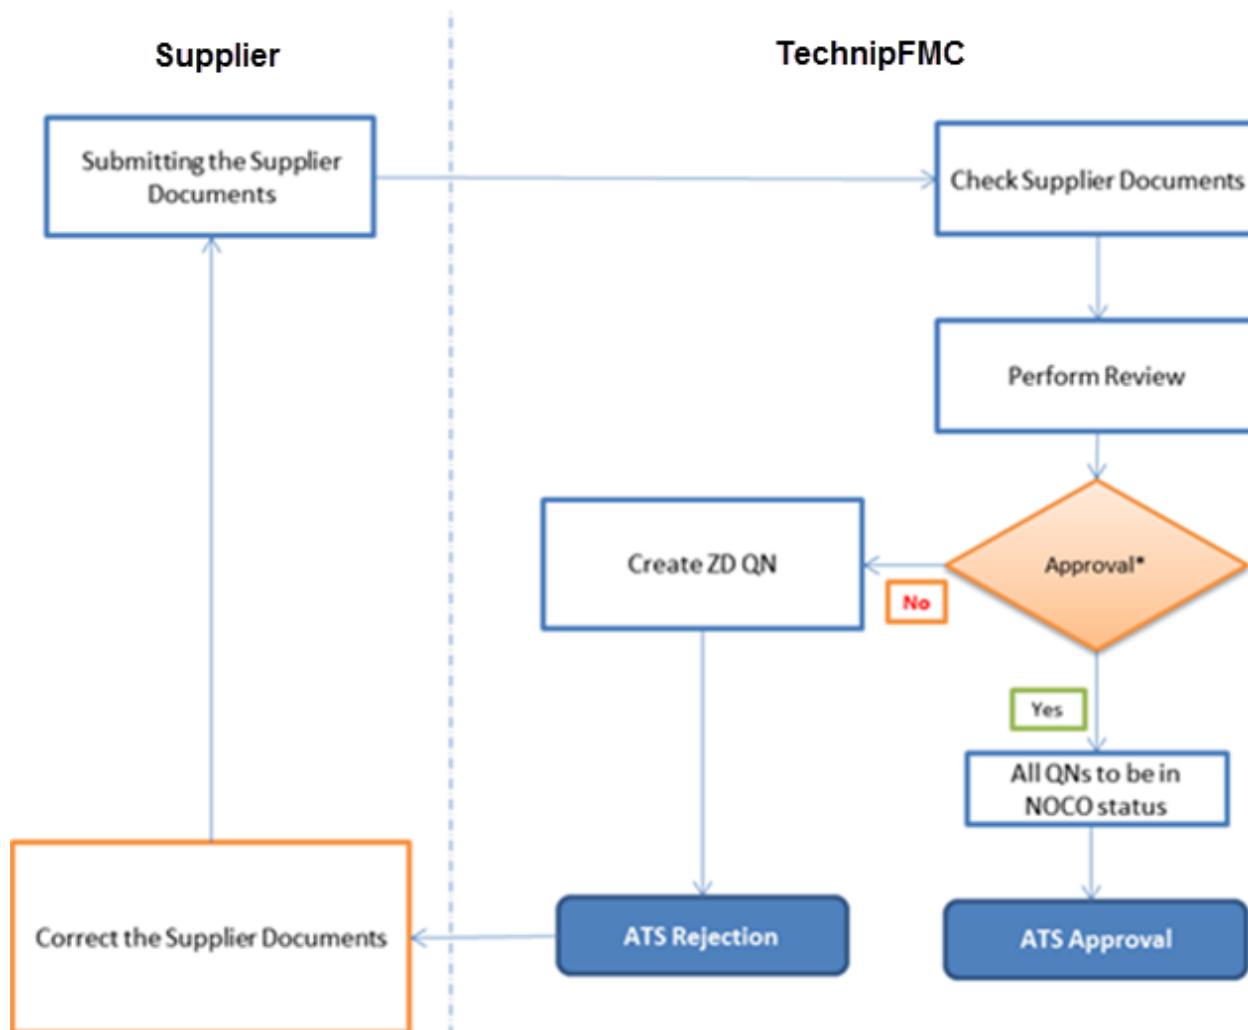 Supplier
TechnipFMC
Submitting the Supplier
Documents
Check Supplier Documents
Perform Review
Create ZD QN
Approval*
No
Yes
All QNs to be in
NOCO status
Correct the Supplier Documents
ATS Rejection
ATS Approval